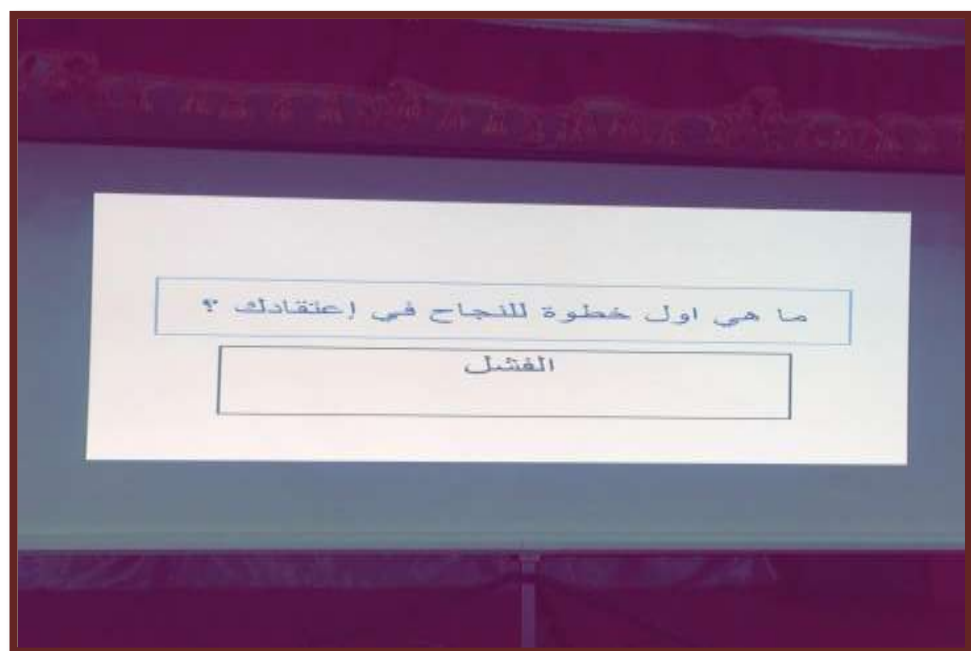 ما هي اول خطوة للنجاح في إعتقادك ؟
الفشل